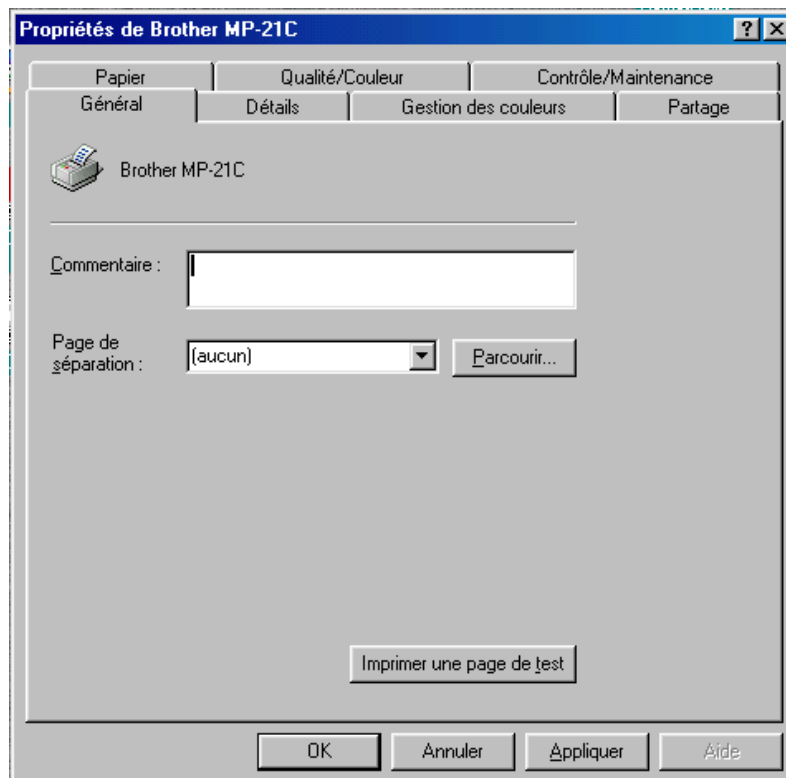 Propriétés de Brother MP-21C
Papier Qualité/Couleur Contrôle/Maintenance
Général Détails Gestion des couleurs Partage
Brother MP-21C
Commentaire :
Page de
séparation :
(aucun) Parcourir...
Imprimer une page de test
OK Annuler Appliquer Aide